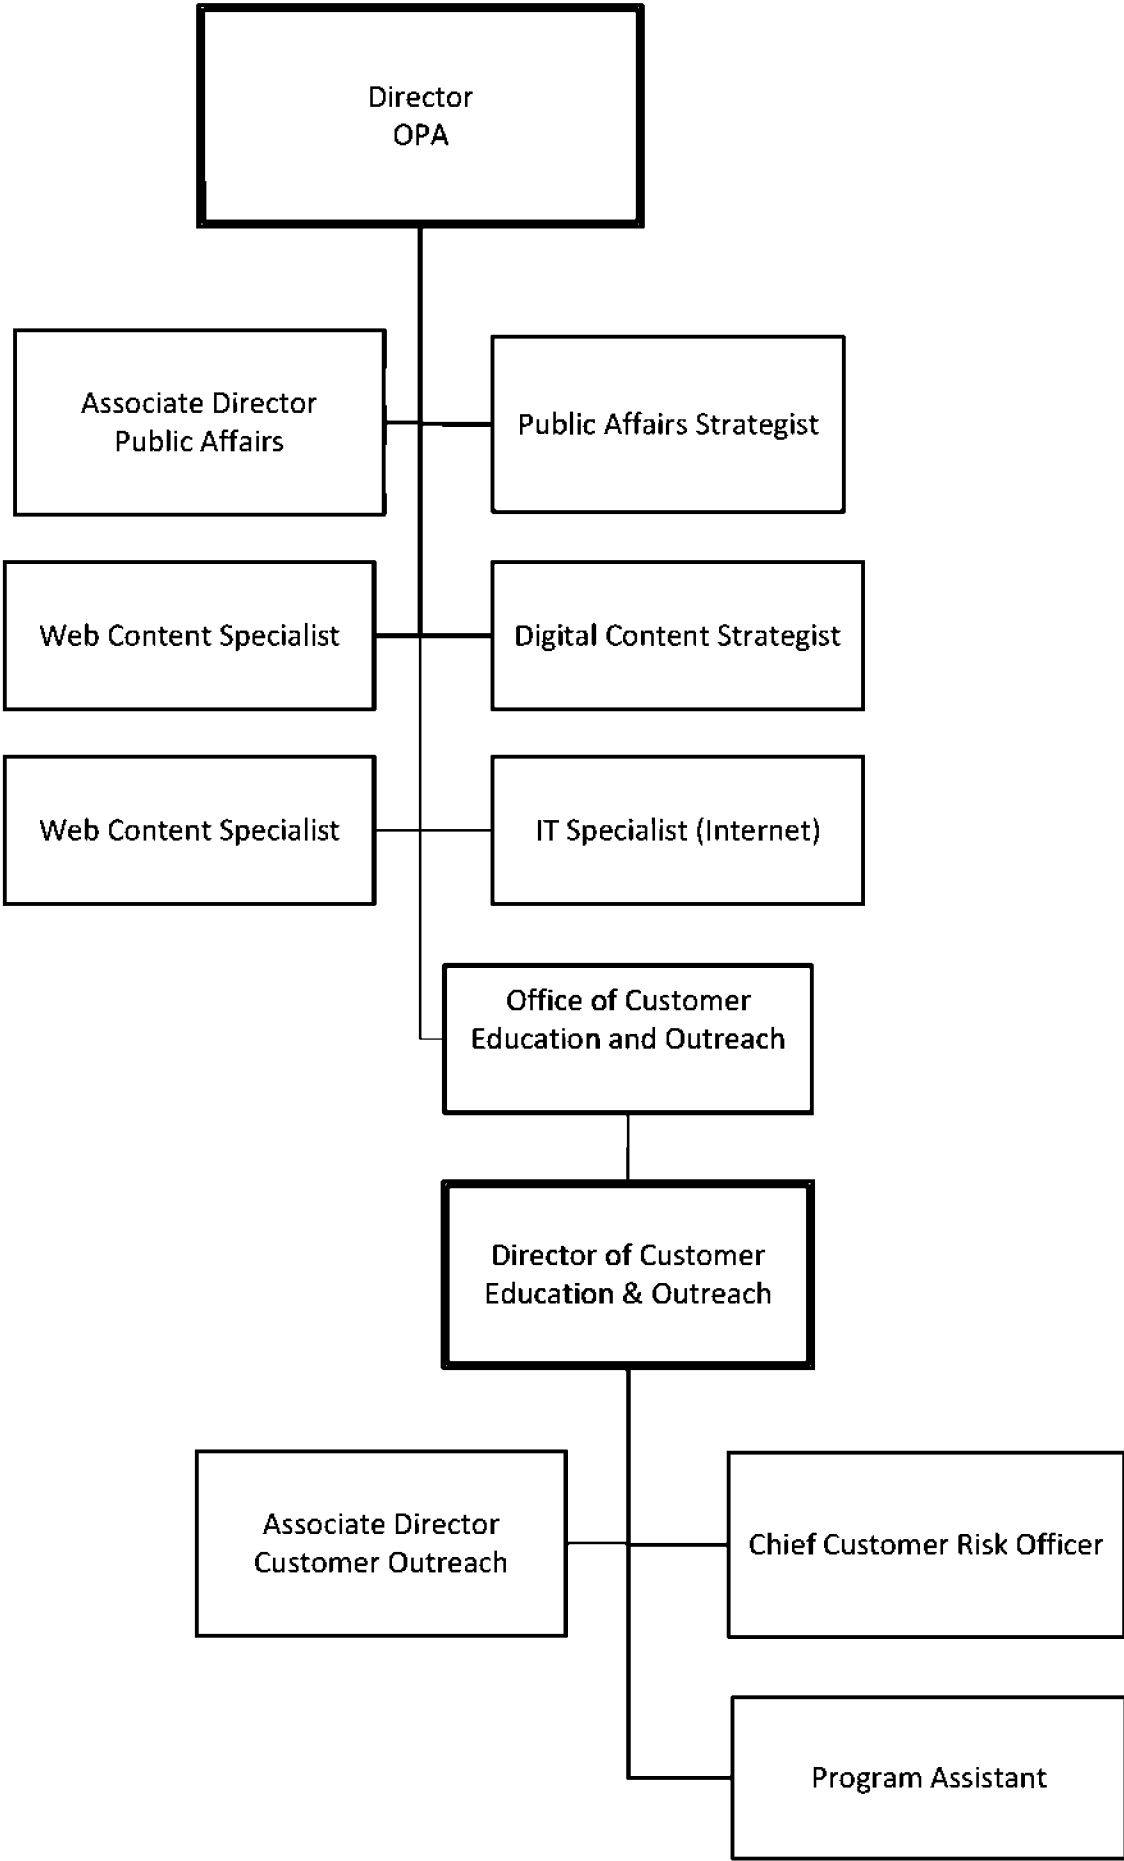 Director
OPA
Associate Director
Public Affairs
Public Affairs Strategist
Web Content Specialist
Digital Content Strategist
Web Content Specialist
IT Specialist (Internet)
Office of Customer
Education and Outreach
Director of Customer
Education & Outreach
Associate Director
Customer Outreach
Chief Customer Risk Officer
Program Assistant